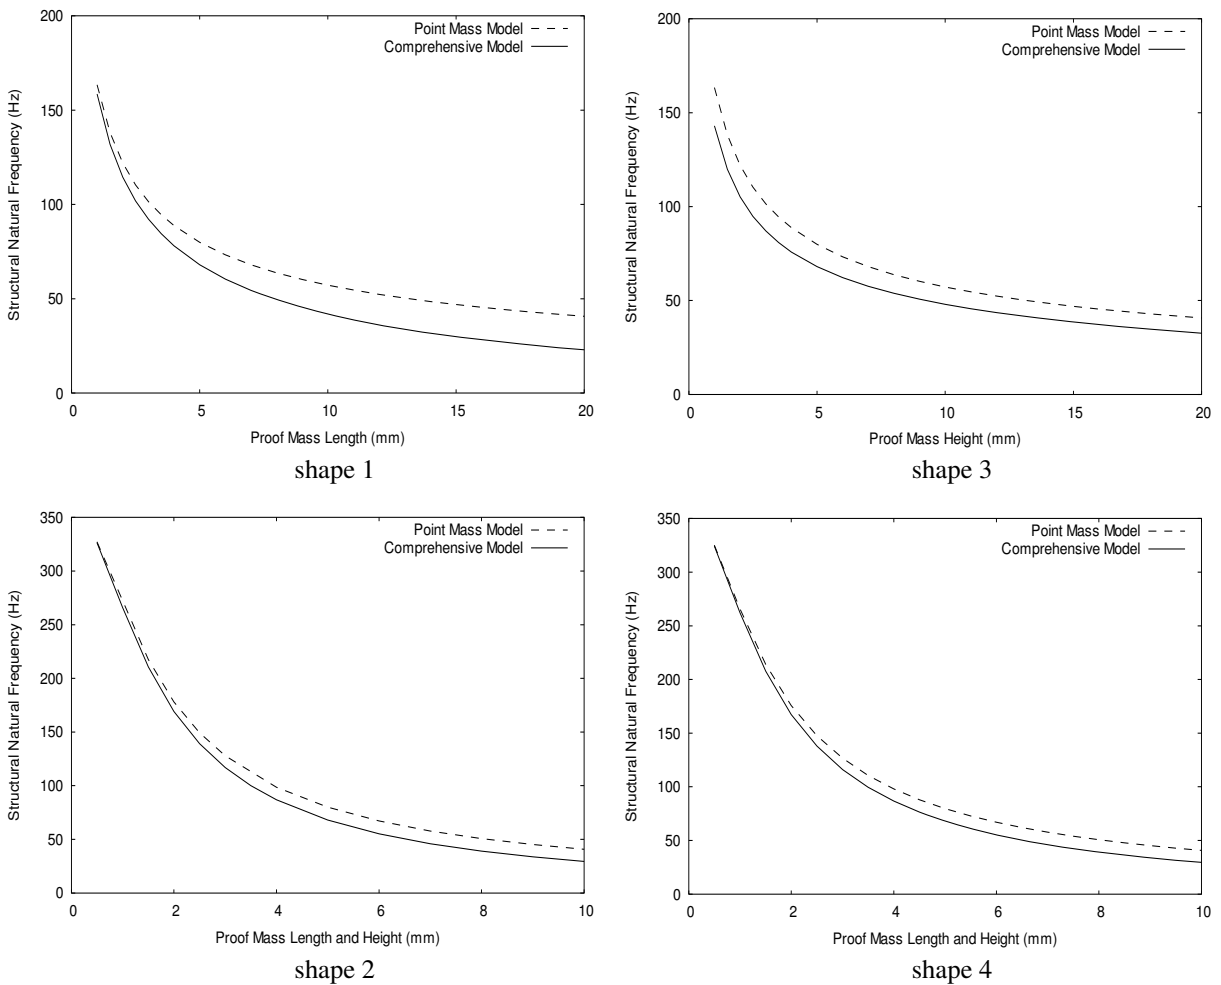 200
150
100
50
0
0 5 10 15 20
Structural Natural Frequency (Hz)
Point Mass Model
Comprehensive Model
Proof Mass Length (mm)
shape 1
200
150
100
50
0
0 5 10 15 20
Structural Natural Frequency (Hz)
Point Mass Model
Comprehensive Model
Proof Mass Height (mm)
shape 3
350
300
250
200
150
100
50
0
0 2 4 6 8 10
Structural Natural Frequency (Hz)
Point Mass Model
Comprehensive Model
Proof Mass Length and Height (mm)
shape 2
350
300
250
200
150
100
50
0
0 2 4 6 8 10
Structural Natural Frequency (Hz)
Point Mass Model
Comprehensive Model
Proof Mass Length and Height (mm)
shape 4